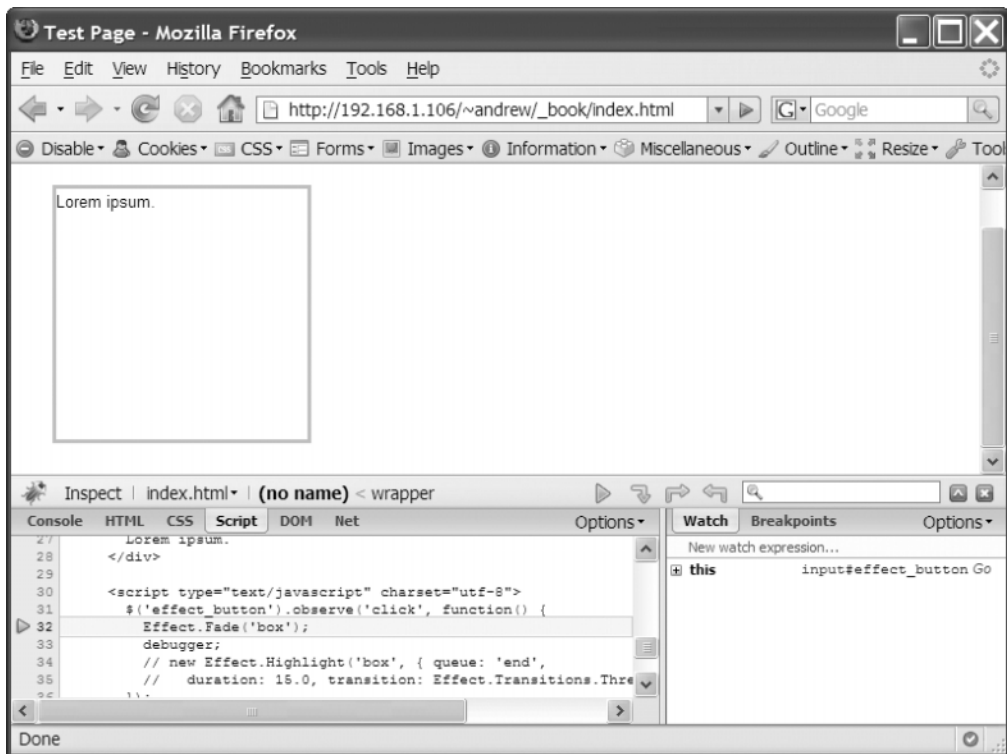 Test Page - Mozilla Firefox
File Edit View History Bookmarks Tools Help
http://192.168.1.106/~andrew/_book/index.html G Google
Disable Cookies CSS Forms Images Information Miscellaneous Outline Resize Tool
Lorem ipsum.
Inspect index.html (no name) < wrapper
Console HTML CSS Script DOM Net Options
Watch Breakpoints Options
27 Lorem ipsum.
28 </div>
29
30 <script type="text/javascript" charset="utf-8">
31 $('effect_button').observe('click', function() {
32 Effect.Fade('box');
33 debugger;
34 // new Effect.Highlight('box', { queue: 'end',
35 // duration: 15.0, transition: Effect.Transitions.Thre
36 });
New watch expression...
this input#effect_button Go
Done